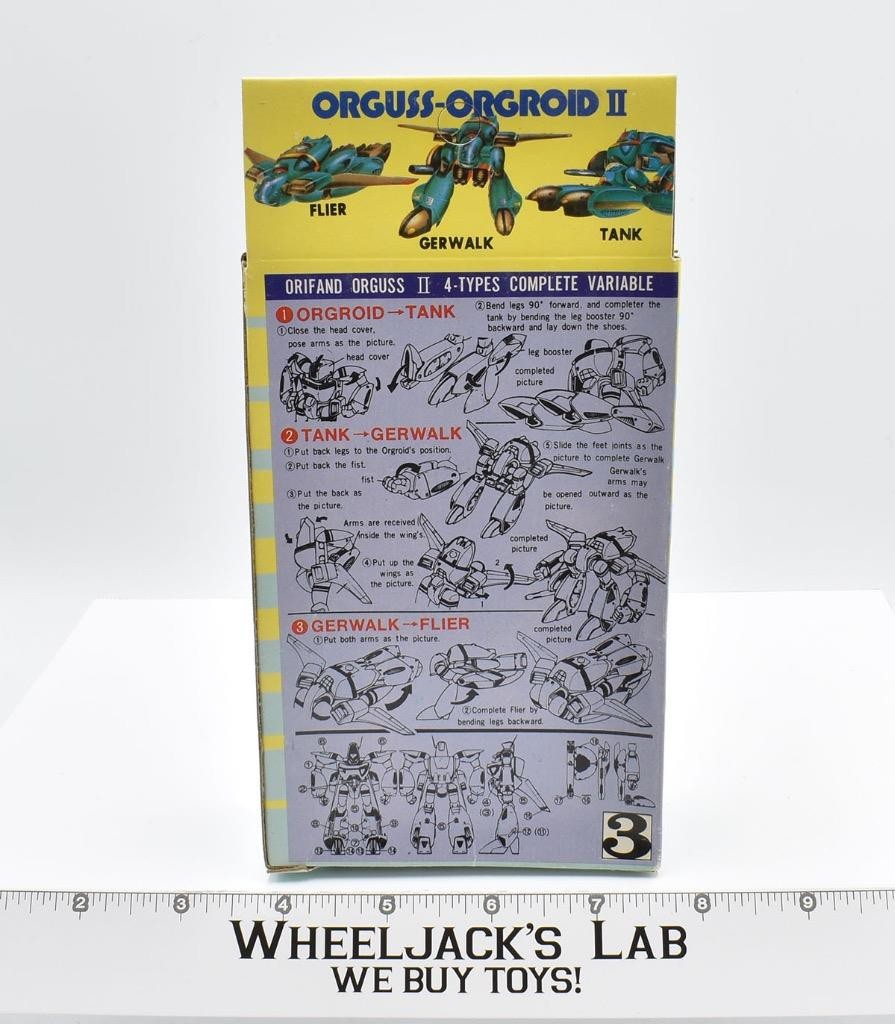 ORGUSS-ORGROID II
FLIER
GERWALK
TANK
ORIFAND ORGUSS II 4-TYPES COMPLETE VARIABLE
1 ORGROID→TANK
①Close the head cover,
pose arms as the picture.
head cover
②Bend legs 90° forward, and completer the
tank by bending the leg booster 90°
backward and lay down the shoes.
leg booster
completed
picture
2 TANK→GERWALK
①Put back legs to the Orgroid's position.
②Put back the fist.
fist
③Put the back as
the picture.
Arms are received
inside the wing's.
④Put up the
wings as
the picture.
2
1
⑤Slide the feet joints as the
picture to complete Gerwalk
Gerwalk's
arms may
be opened outward as the
picture.
completed
picture
3 GERWALK→FLIER
①Put both arms as the picture.
②Complete Flier by
bending legs backward.
completed
picture
3
2 3 4 5 6 7 8 9
WHEELJACK'S LAB
WE BUY TOYS!